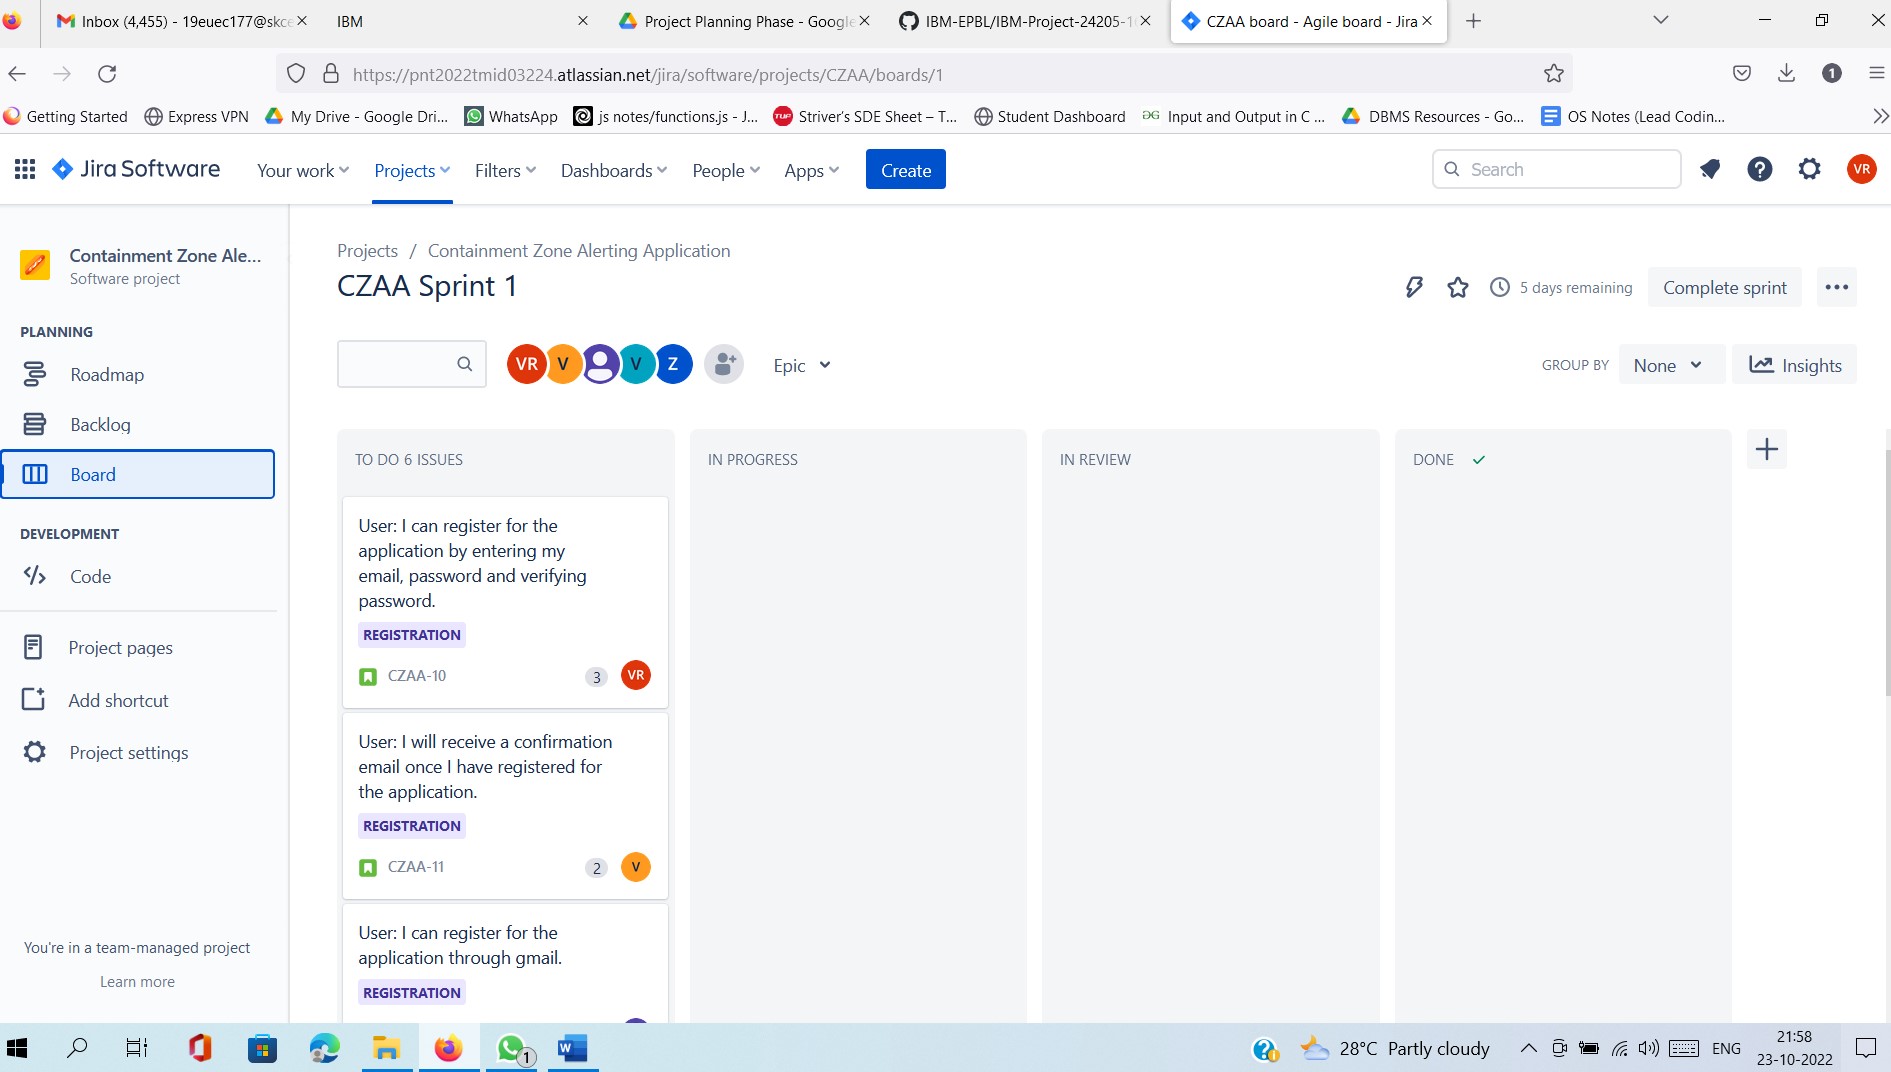 Inbox (4,455) - 19euec177@skce
IBM
Project Planning Phase - Google
IBM-EPBL/IBM-Project-24205-1
CZAA board - Agile board - Jira
https://pnt2022tmid03224.atlassian.net/jira/software/projects/CZAA/boards/1
1
Getting Started
Express VPN
My Drive - Google Dri...
WhatsApp
js notes/functions.js - J...
TUF
Striver's SDE Sheet – T...
Student Dashboard
Input and Output in C ...
DBMS Resources - Go...
OS Notes (Lead Codin...
Jira Software
Your work
Projects
Filters
Dashboards
People
Apps
Create
Search
VR
Containment Zone Ale...
Software project
PLANNING
Roadmap
Backlog
Board
DEVELOPMENT
Code
Project pages
Add shortcut
Project settings
You're in a team-managed project
Learn more
Projects / Containment Zone Alerting Application
CZAA Sprint 1
5 days remaining
Complete sprint
VR
V
V
Z
Epic
GROUP BY
None
Insights
TO DO 6 ISSUES
IN PROGRESS
IN REVIEW
DONE
User: I can register for the
application by entering my
email, password and verifying
password.
REGISTRATION
CZAA-10
3
VR
User: I will receive a confirmation
email once I have registered for
the application.
REGISTRATION
CZAA-11
2
V
User: I can register for the
application through gmail.
REGISTRATION
1
28°C Partly cloudy
ENG
21:58
23-10-2022